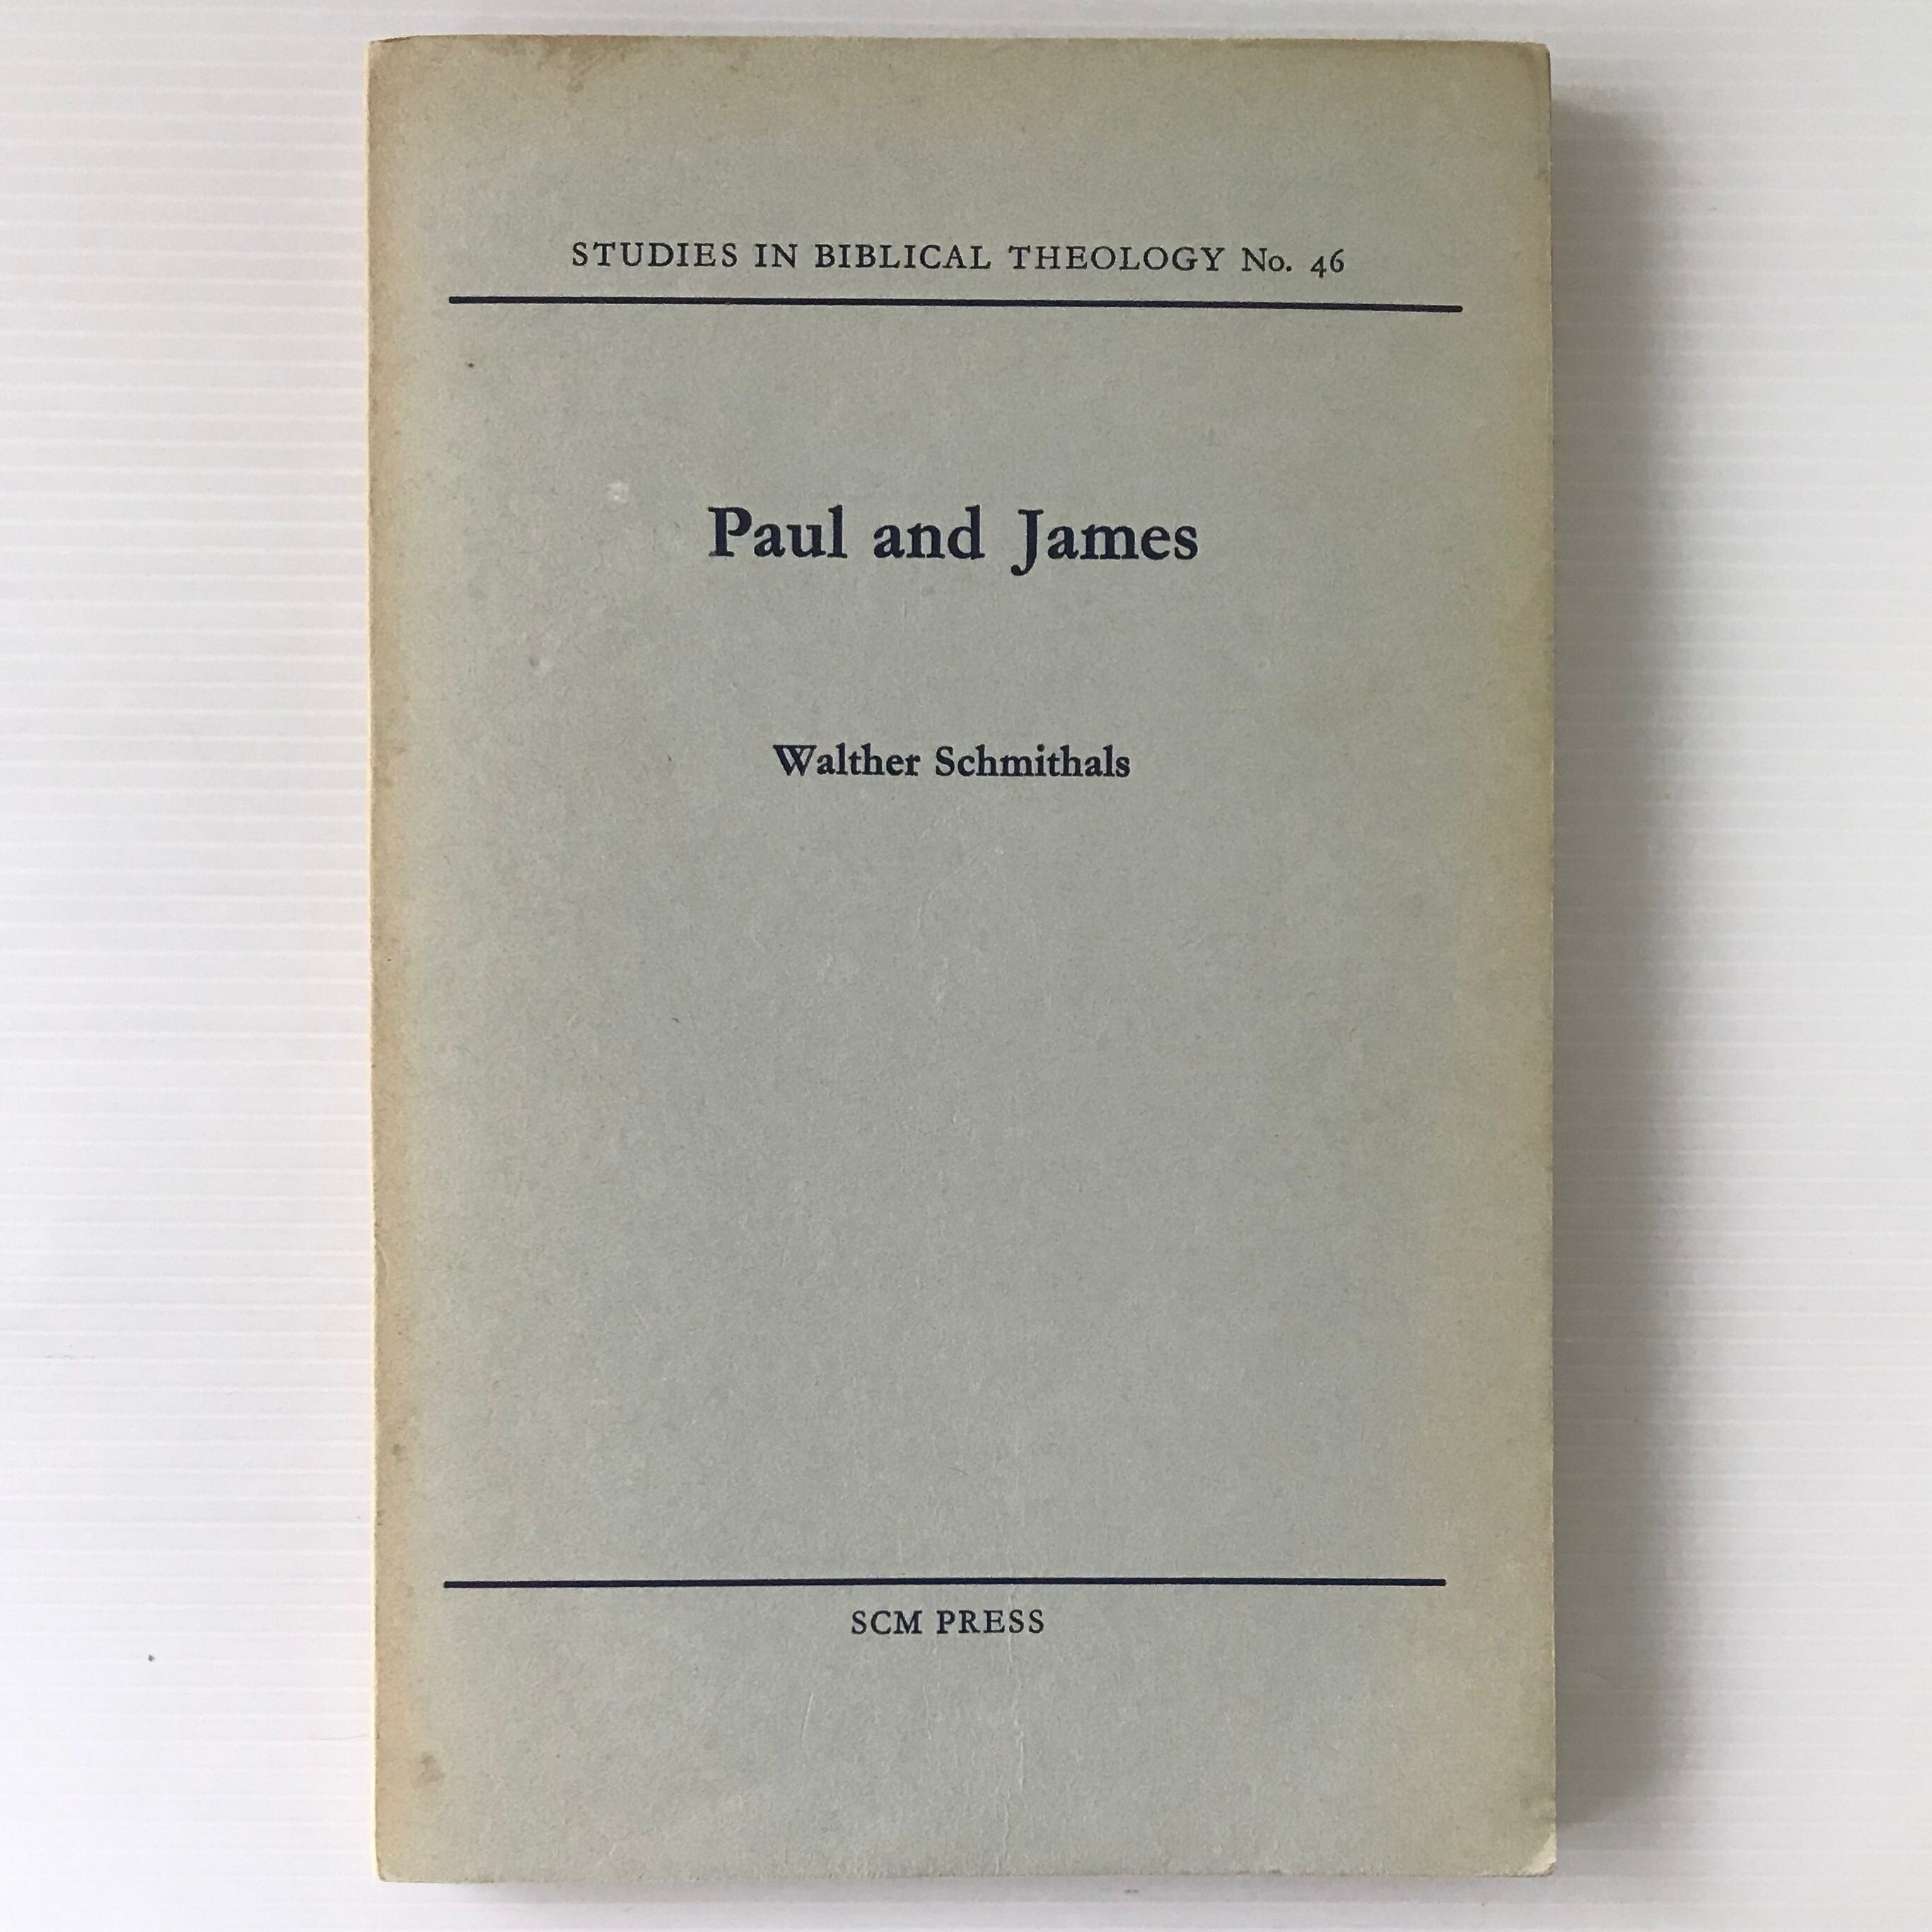 STUDIES IN BIBLICAL THEOLOGY No. 46
Paul and James
Walther Schmithals
SCM PRESS